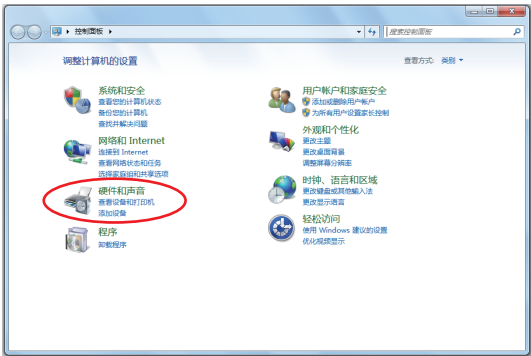 控制面板
搜索控制面板
调整计算机的设置
查看方式: 类别
系统和安全
查看您的计算机状态
备份您的计算机
查找并解决问题
网络和 Internet
连接到 Internet
查看网络状态和任务
选择家庭组和共享选项
硬件和声音
查看设备和打印机
添加设备
程序
卸载程序
用户帐户和家庭安全
添加或删除用户帐户
为所有用户设置家长控制
外观和个性化
更改主题
更改桌面背景
调整屏幕分辨率
时钟、语言和区域
更改键盘或其他输入法
更改显示语言
轻松访问
使用 Windows 建议的设置
优化视频显示